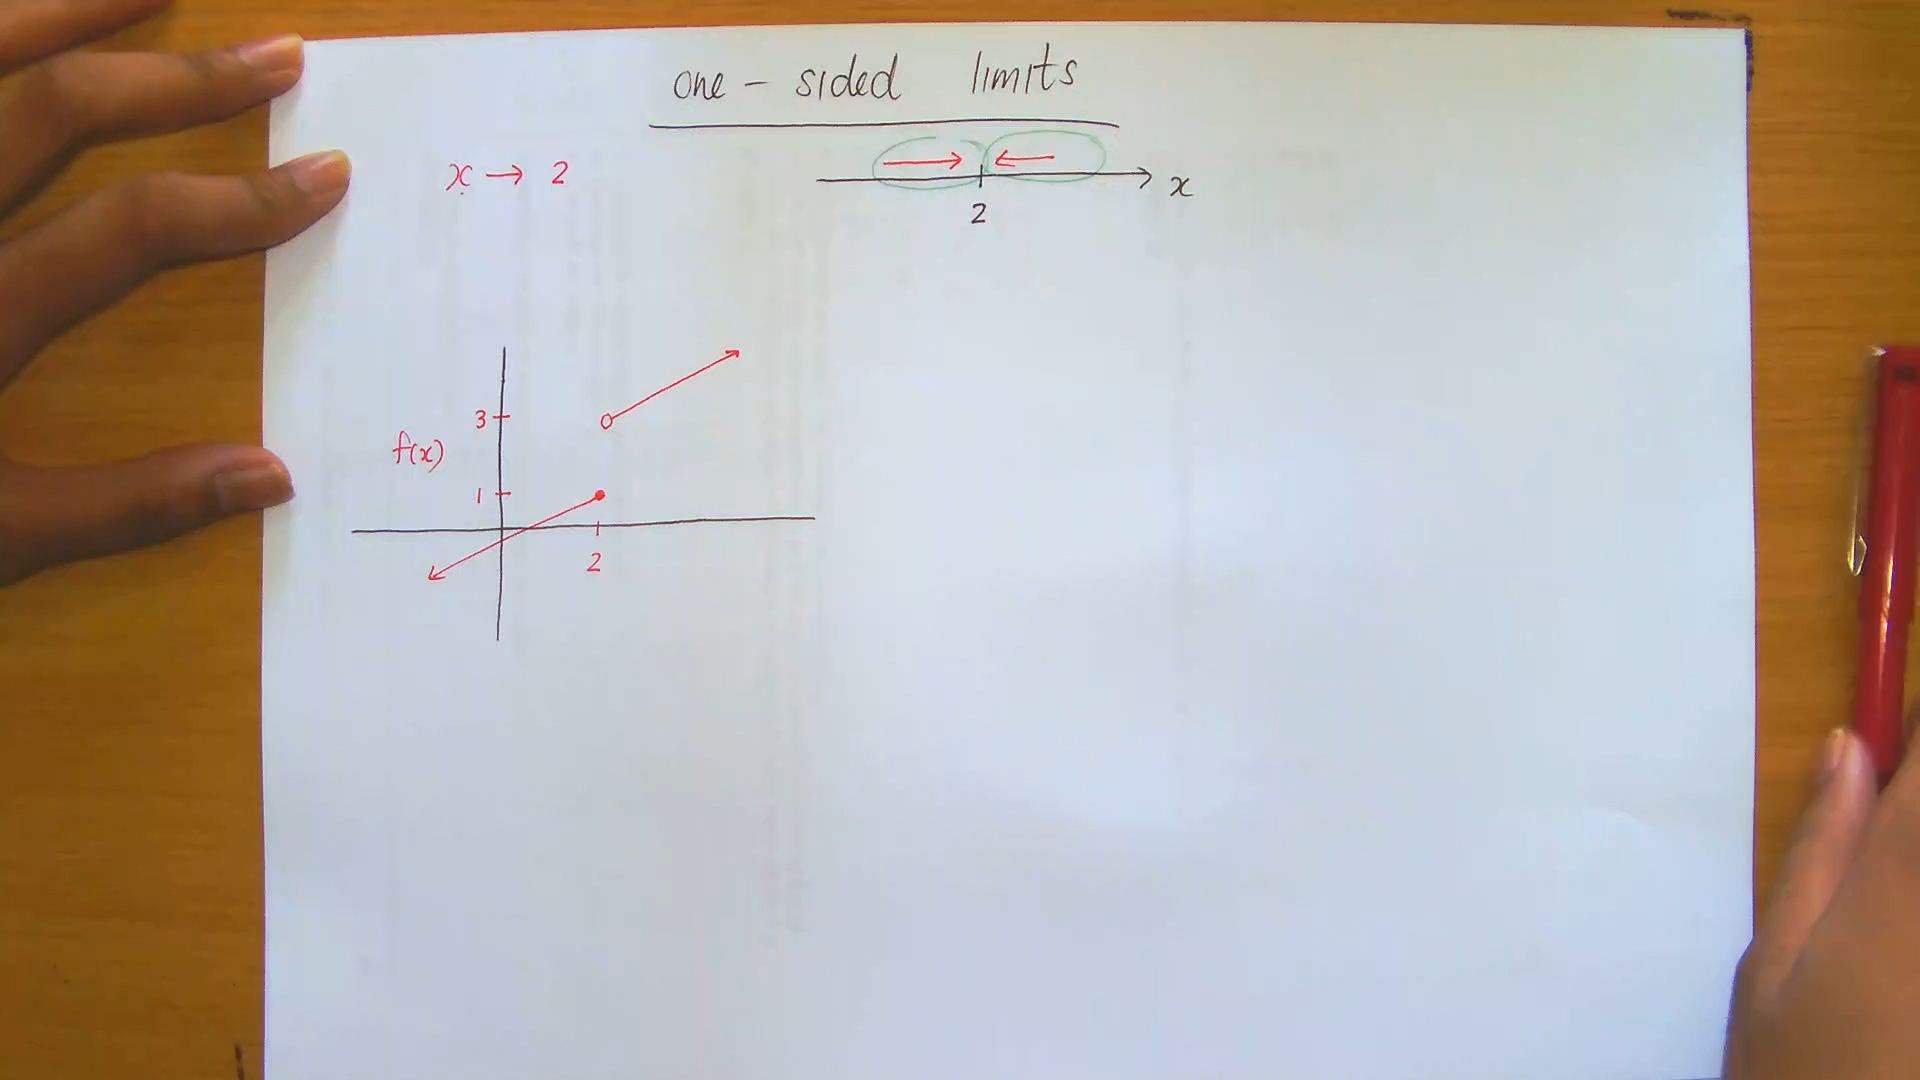 one - sided limits
x → 2
x
2
3
f(x)
1
2